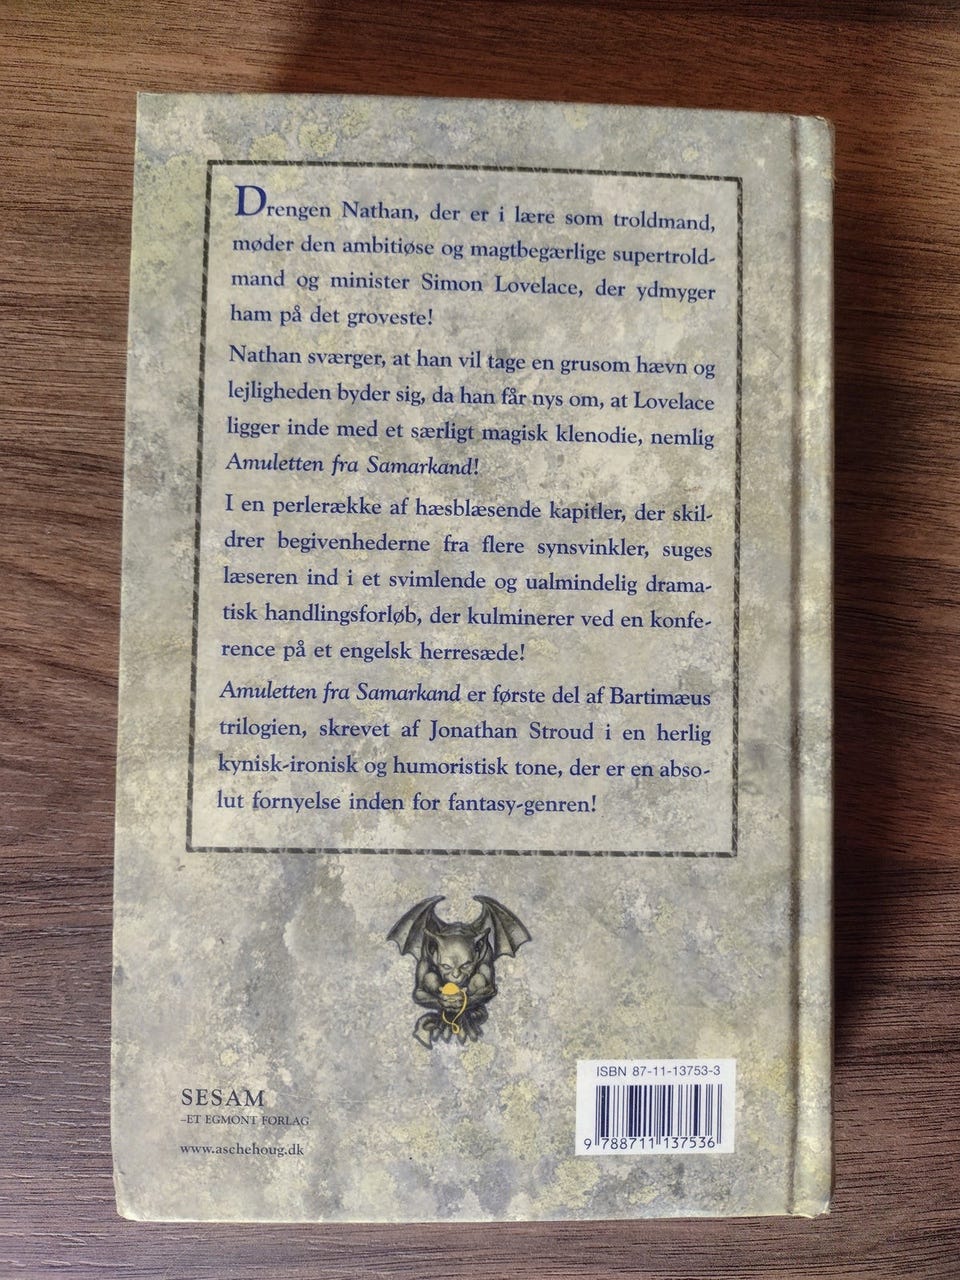 Drengen Nathan, der er i lære som troldmand,
møder den ambitiøse og magtbegærlige supertrold-
mand og minister Simon Lovelace, der ydmyger
ham på det groveste!
Nathan sværger, at han vil tage en grusom hævn og
lejligheden byder sig, da han får nys om, at Lovelace
ligger inde med et særligt magisk klenodie, nemlig
Amuletten fra Samarkand!
I en perlerække af hæsblæsende kapitler, der skil-
drer begivenhederne fra flere synsvinkler, suges
læseren ind i et svimlende og ualmindelig drama-
tisk handlingsforløb, der kulminerer ved en konfe-
rence på et engelsk herresæde!
Amuletten fra Samarkand er første del af Bartimæus
trilogien, skrevet af Jonathan Stroud i en herlig
kynisk-ironisk og humoristisk tone, der er en abso-
lut fornyelse inden for fantasy-genren!
SESAM
–ET EGMONT FORLAG
www.aschehoug.dk
ISBN 87-11-13753-3
9 788711 137536